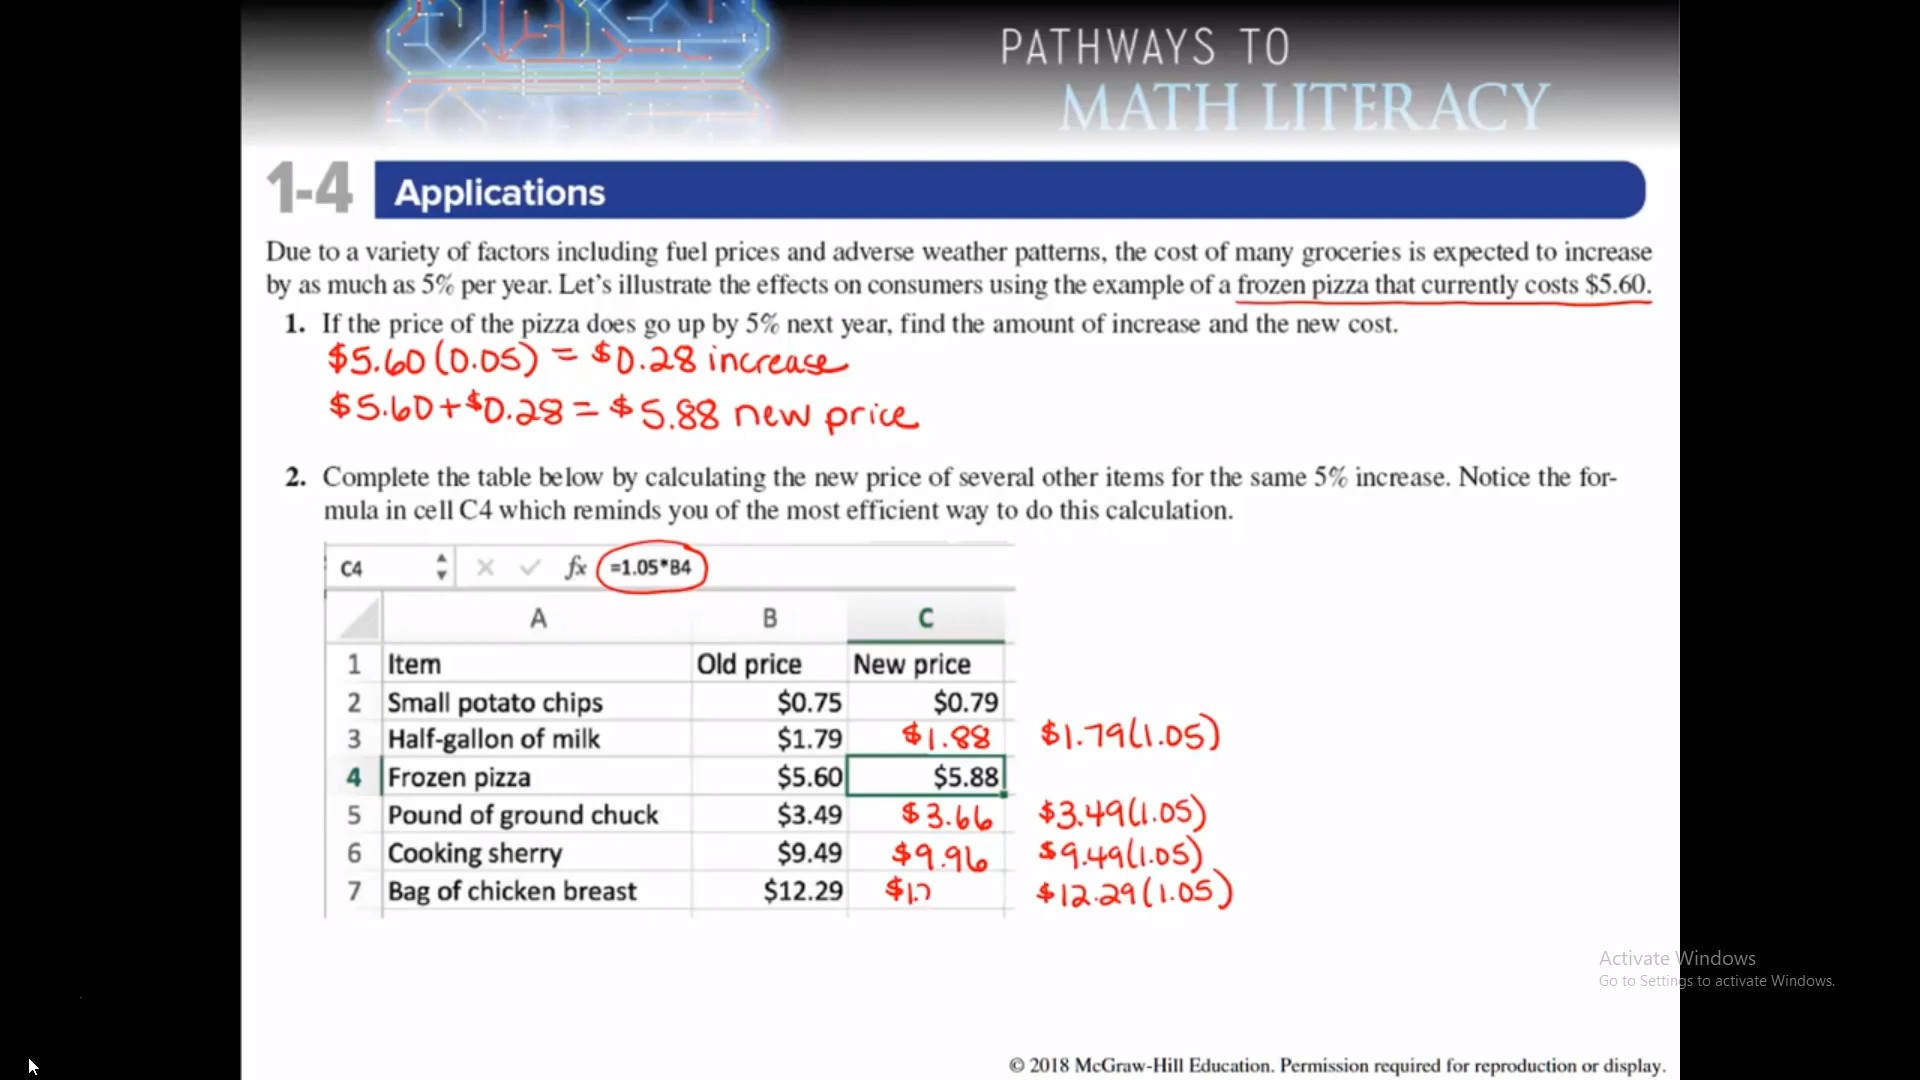 PATHWAYS TO
MATH LITERACY
1-4 Applications
Due to a variety of factors including fuel prices and adverse weather patterns, the cost of many groceries is expected to increase
by as much as 5% per year. Let's illustrate the effects on consumers using the example of a frozen pizza that currently costs $5.60.
1. If the price of the pizza does go up by 5% next year, find the amount of increase and the new cost.
$5.60(0.05) = $0.28 increase
$5.60+$0.28 = $5.88 new price
2. Complete the table below by calculating the new price of several other items for the same 5% increase. Notice the for-
mula in cell C4 which reminds you of the most efficient way to do this calculation.
C4 fx =1.05*B4
A B C
1 Item Old price New price
2 Small potato chips $0.75 $0.79
3 Half-gallon of milk $1.79 $1.88 $1.79(1.05)
4 Frozen pizza $5.60 $5.88
5 Pound of ground chuck $3.49 $3.66 $3.49(1.05)
6 Cooking sherry $9.49 $9.96 $9.49(1.05)
7 Bag of chicken breast $12.29 $1 $12.29(1.05)
Activate Windows
Go to Settings to activate Windows.
© 2018 McGraw-Hill Education. Permission required for reproduction or display.